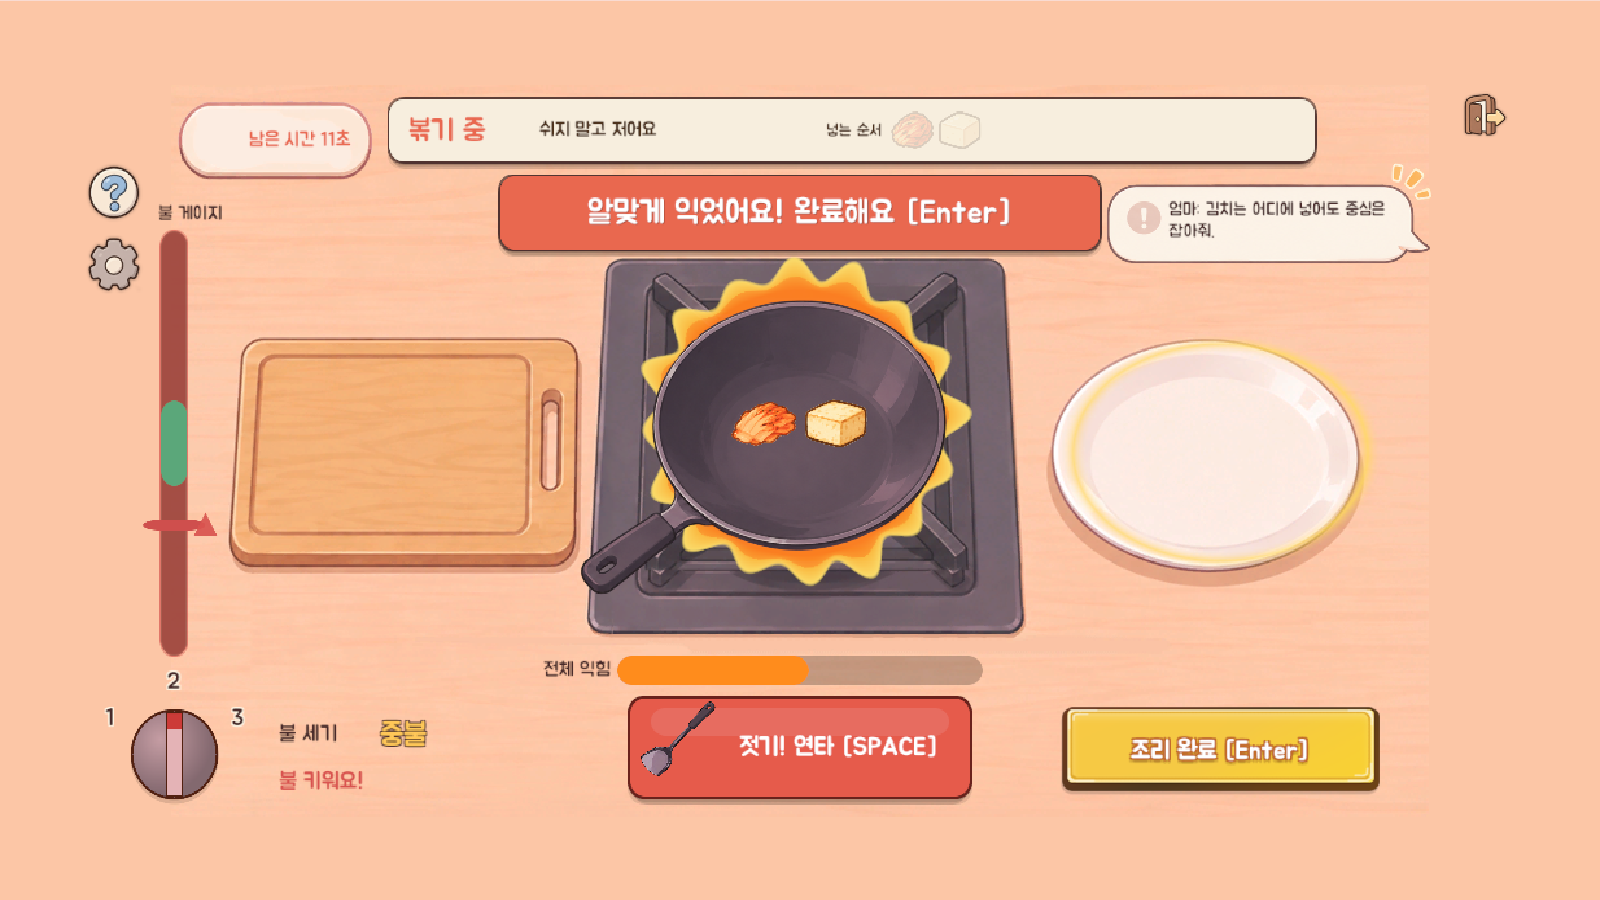 남은 시간 11초
볶기 중
쉬지 말고 저어요
넣는 순서
알맞게 익었어요! 완료해요 [Enter]
엄마: 김치는 어디에 넣어도 중심은
잡아줘.
불 게이지
전체 익힘
2
1
3
불 세기
중불
불 키워요!
젓기! 연타 [SPACE]
조리 완료 [Enter]